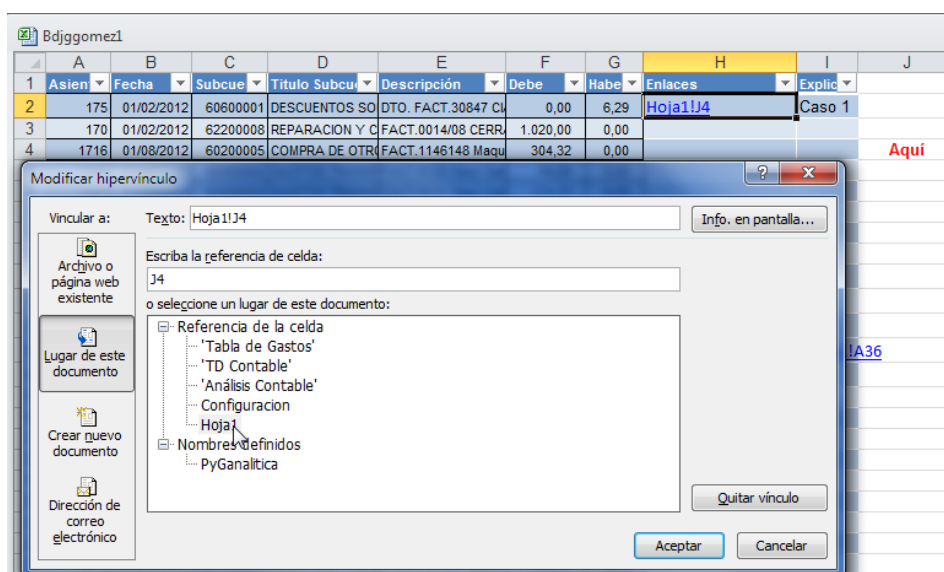 Bdjggomez1
A B C D E F G H I J
1 Asien Fecha Subcue Titulo Subcu Descripción Debe Habe Enlaces Explic
2 175 01/02/2012 60600001 DESCUENTOS SO DTO. FACT.30847 Cl 0,00 6,29 Hoja1!J4 Caso 1
3 170 01/02/2012 62200008 REPARACION Y C FACT.0014/08 CERR 1.020,00 0,00
4 1716 01/08/2012 60200005 COMPRA DE OTR FACT.1146148 Maqu 304,32 0,00 Aquí
Modificar hipervínculo
Vincular a: Texto: Hoja1!J4 Info. en pantalla...
Archivo o
página web
existente
Escriba la referencia de celda:
J4
o seleccione un lugar de este documento:
Referencia de la celda
'Tabla de Gastos'
'TD Contable'
'Análisis Contable'
Configuracion
Hoja1
Nombres definidos
PyGanalitica
Lugar de este
documento
!A36
Crear nuevo
documento
Dirección de
correo
electrónico
Quitar vínculo
Aceptar Cancelar